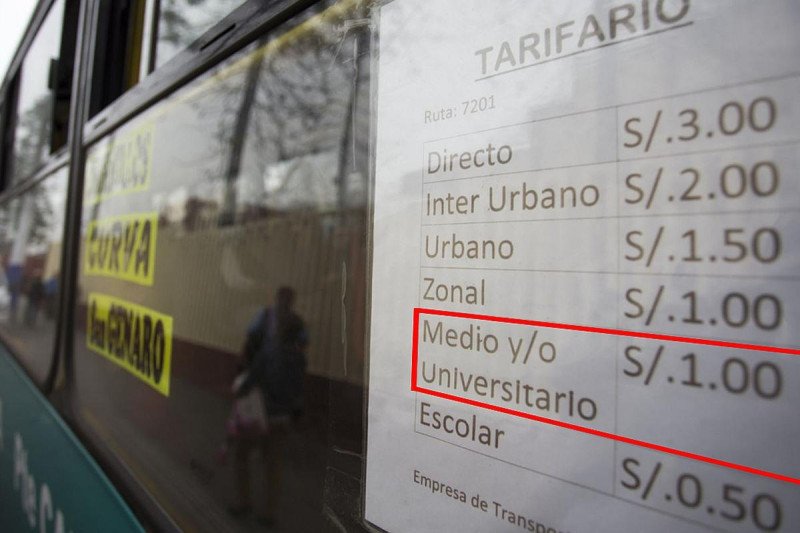 TARIFARIO
Ruta: 7201
Directo S/.3.00
Inter Urbano S/.2.00
Urbano S/.1.50
Zonal S/.1.00
Medio y/o
Universitario S/.1.00
Escolar S/.0.50
Empresa de Transpo
CURVA
San GENARO